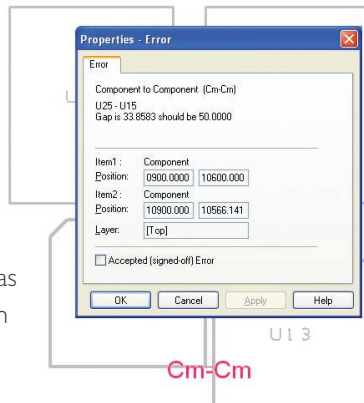 Properties - Error
Error
Component to Component (Cm-Cm)
U25 - U15
Gap is 33.8583 should be 50.0000
Item1 : Component
Position: 0900.0000 10600.000
Item2 : Component
Position: 10900.000 10566.141
Layer: [Top]
Accepted (signed-off) Error
OK Cancel Apply Help
U13
Cm-Cm